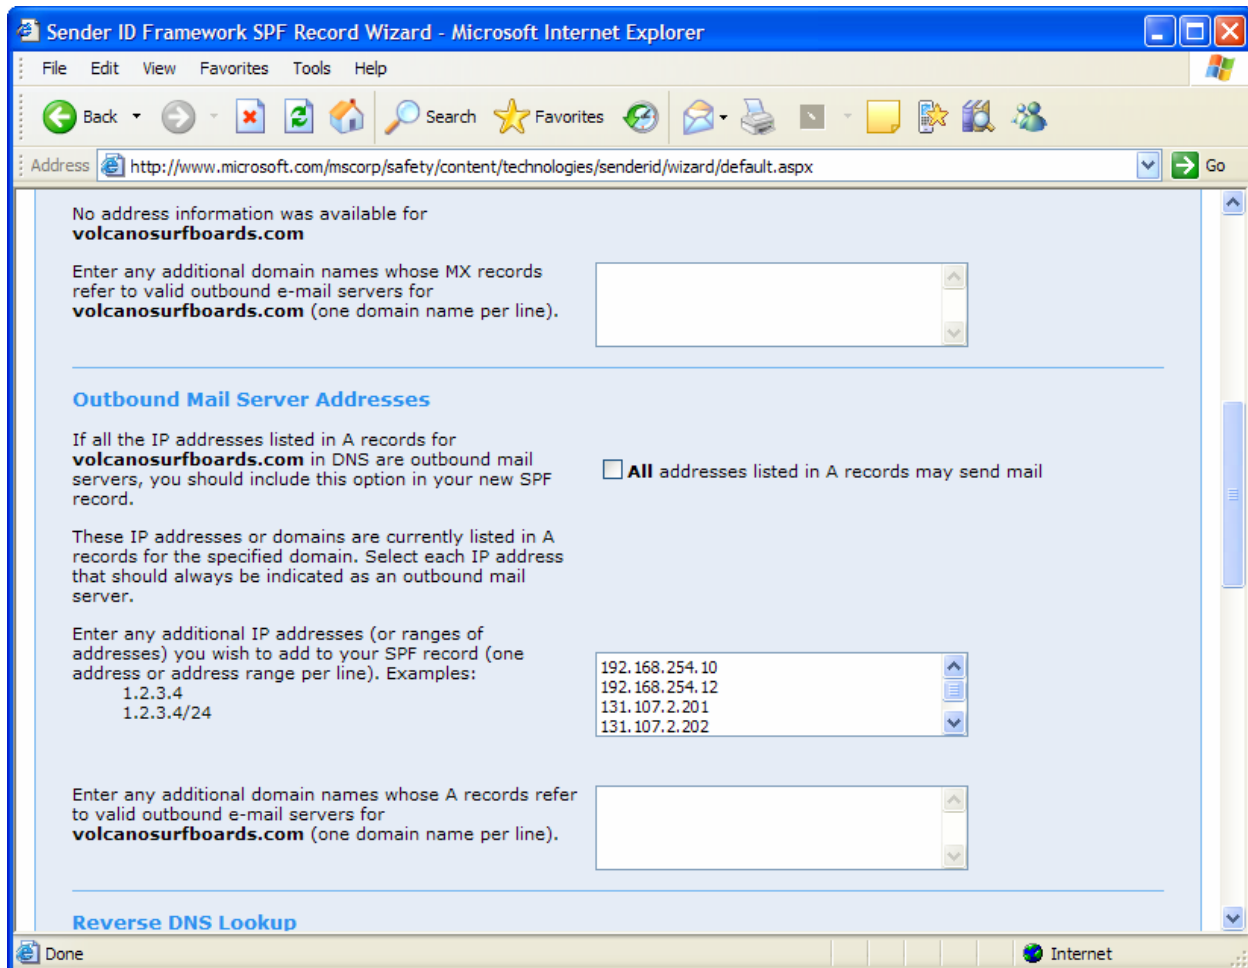 Sender ID Framework SPF Record Wizard - Microsoft Internet Explorer
File Edit View Favorites Tools Help
Back Search Favorites
Address http://www.microsoft.com/mscorp/safety/content/technologies/senderid/wizard/default.aspx Go
No address information was available for
volcanosurfboards.com
Enter any additional domain names whose MX records
refer to valid outbound e-mail servers for
volcanosurfboards.com (one domain name per line).
Outbound Mail Server Addresses
If all the IP addresses listed in A records for
volcanosurfboards.com in DNS are outbound mail
servers, you should include this option in your new SPF
record.
All addresses listed in A records may send mail
These IP addresses or domains are currently listed in A
records for the specified domain. Select each IP address
that should always be indicated as an outbound mail
server.
Enter any additional IP addresses (or ranges of
addresses) you wish to add to your SPF record (one
address or address range per line). Examples:
1.2.3.4
1.2.3.4/24
192.168.254.10
192.168.254.12
131.107.2.201
131.107.2.202
Enter any additional domain names whose A records refer
to valid outbound e-mail servers for
volcanosurfboards.com (one domain name per line).
Reverse DNS Lookup
Done Internet